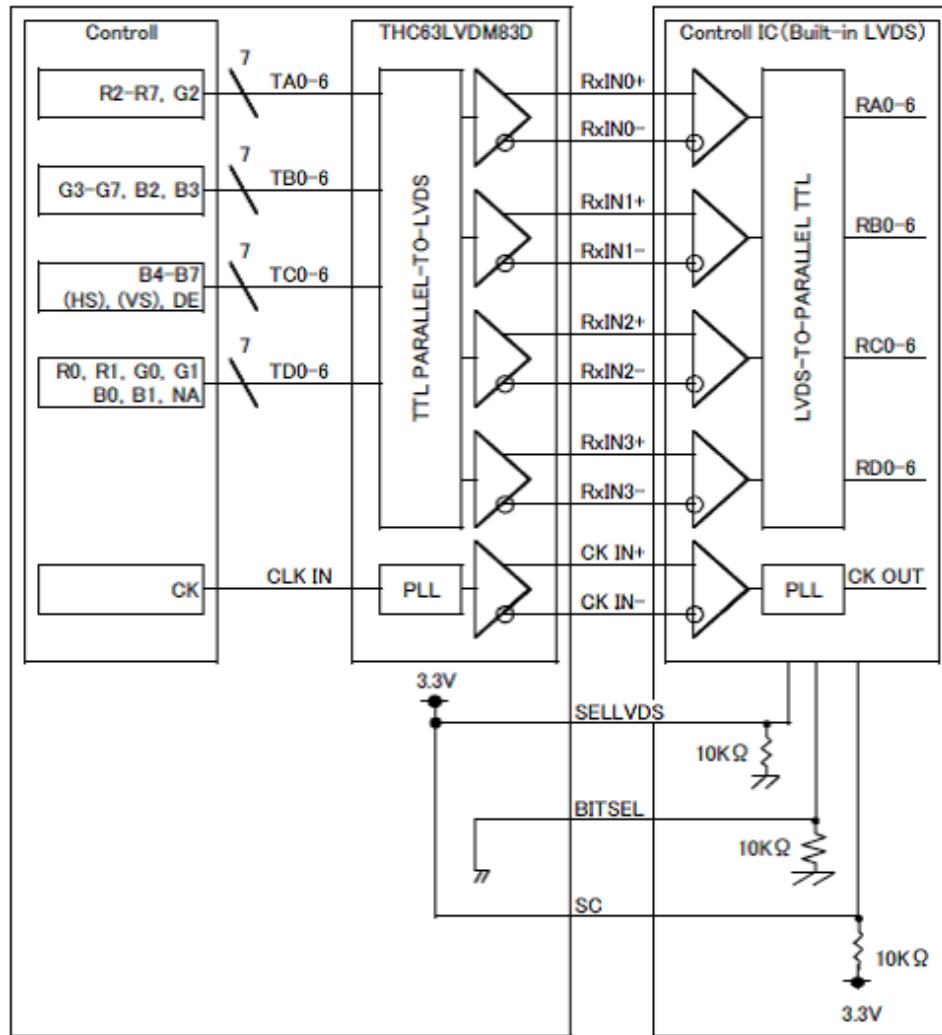 Controll
THC63LVDM83D
Controll IC(Built-in LVDS)
R2-R7, G2
7
TA0-6
RxIN0+
RxIN0-
RA0-6
G3-G7, B2, B3
7
TB0-6
RxIN1+
RxIN1-
RB0-6
B4-B7
(HS), (VS), DE
7
TC0-6
RxIN2+
RxIN2-
RC0-6
R0, R1, G0, G1
B0, B1, NA
7
TD0-6
RxIN3+
RxIN3-
RD0-6
TTL PARALLEL-TO-LVDS
LVDS-TO-PARALLEL TTL
CK
CLK IN
PLL
CK IN+
CK IN-
PLL
CK OUT
3.3V
SELLVDS
10KΩ
BITSEL
10KΩ
SC
10KΩ
3.3V